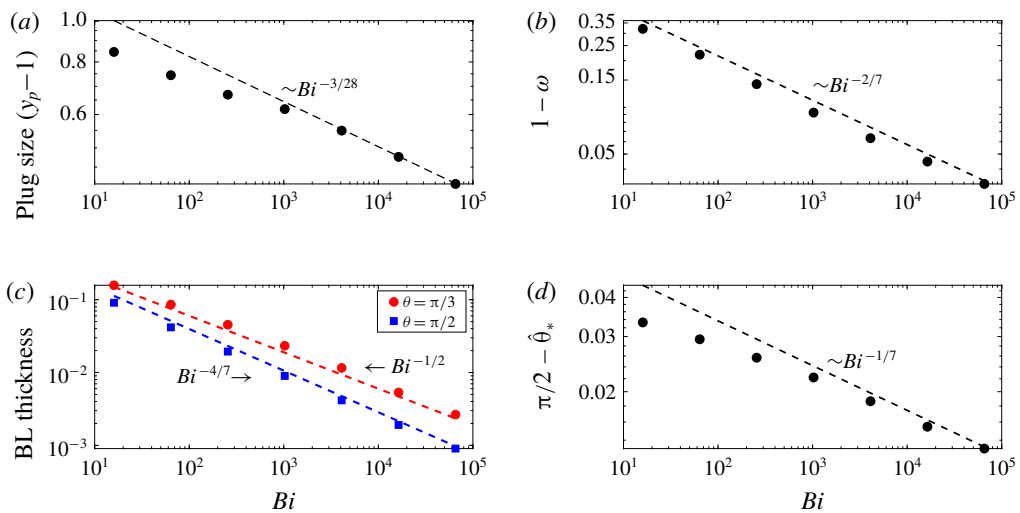 (a)
Plug size (y_p−1)
1.0
0.8
0.6
~Bi^{−3/28}
10^1
10^2
10^3
10^4
10^5
(b)
1 − ω
0.35
0.25
0.15
0.05
~Bi^{−2/7}
10^1
10^2
10^3
10^4
10^5
(c)
BL thickness
10^{−1}
10^{−2}
10^{−3}
θ = π/3
θ = π/2
Bi^{−4/7} →
← Bi^{−1/2}
10^1
10^2
10^3
10^4
10^5
Bi
(d)
π/2 − θ̂_*
0.04
0.03
0.02
~Bi^{−1/7}
10^1
10^2
10^3
10^4
10^5
Bi